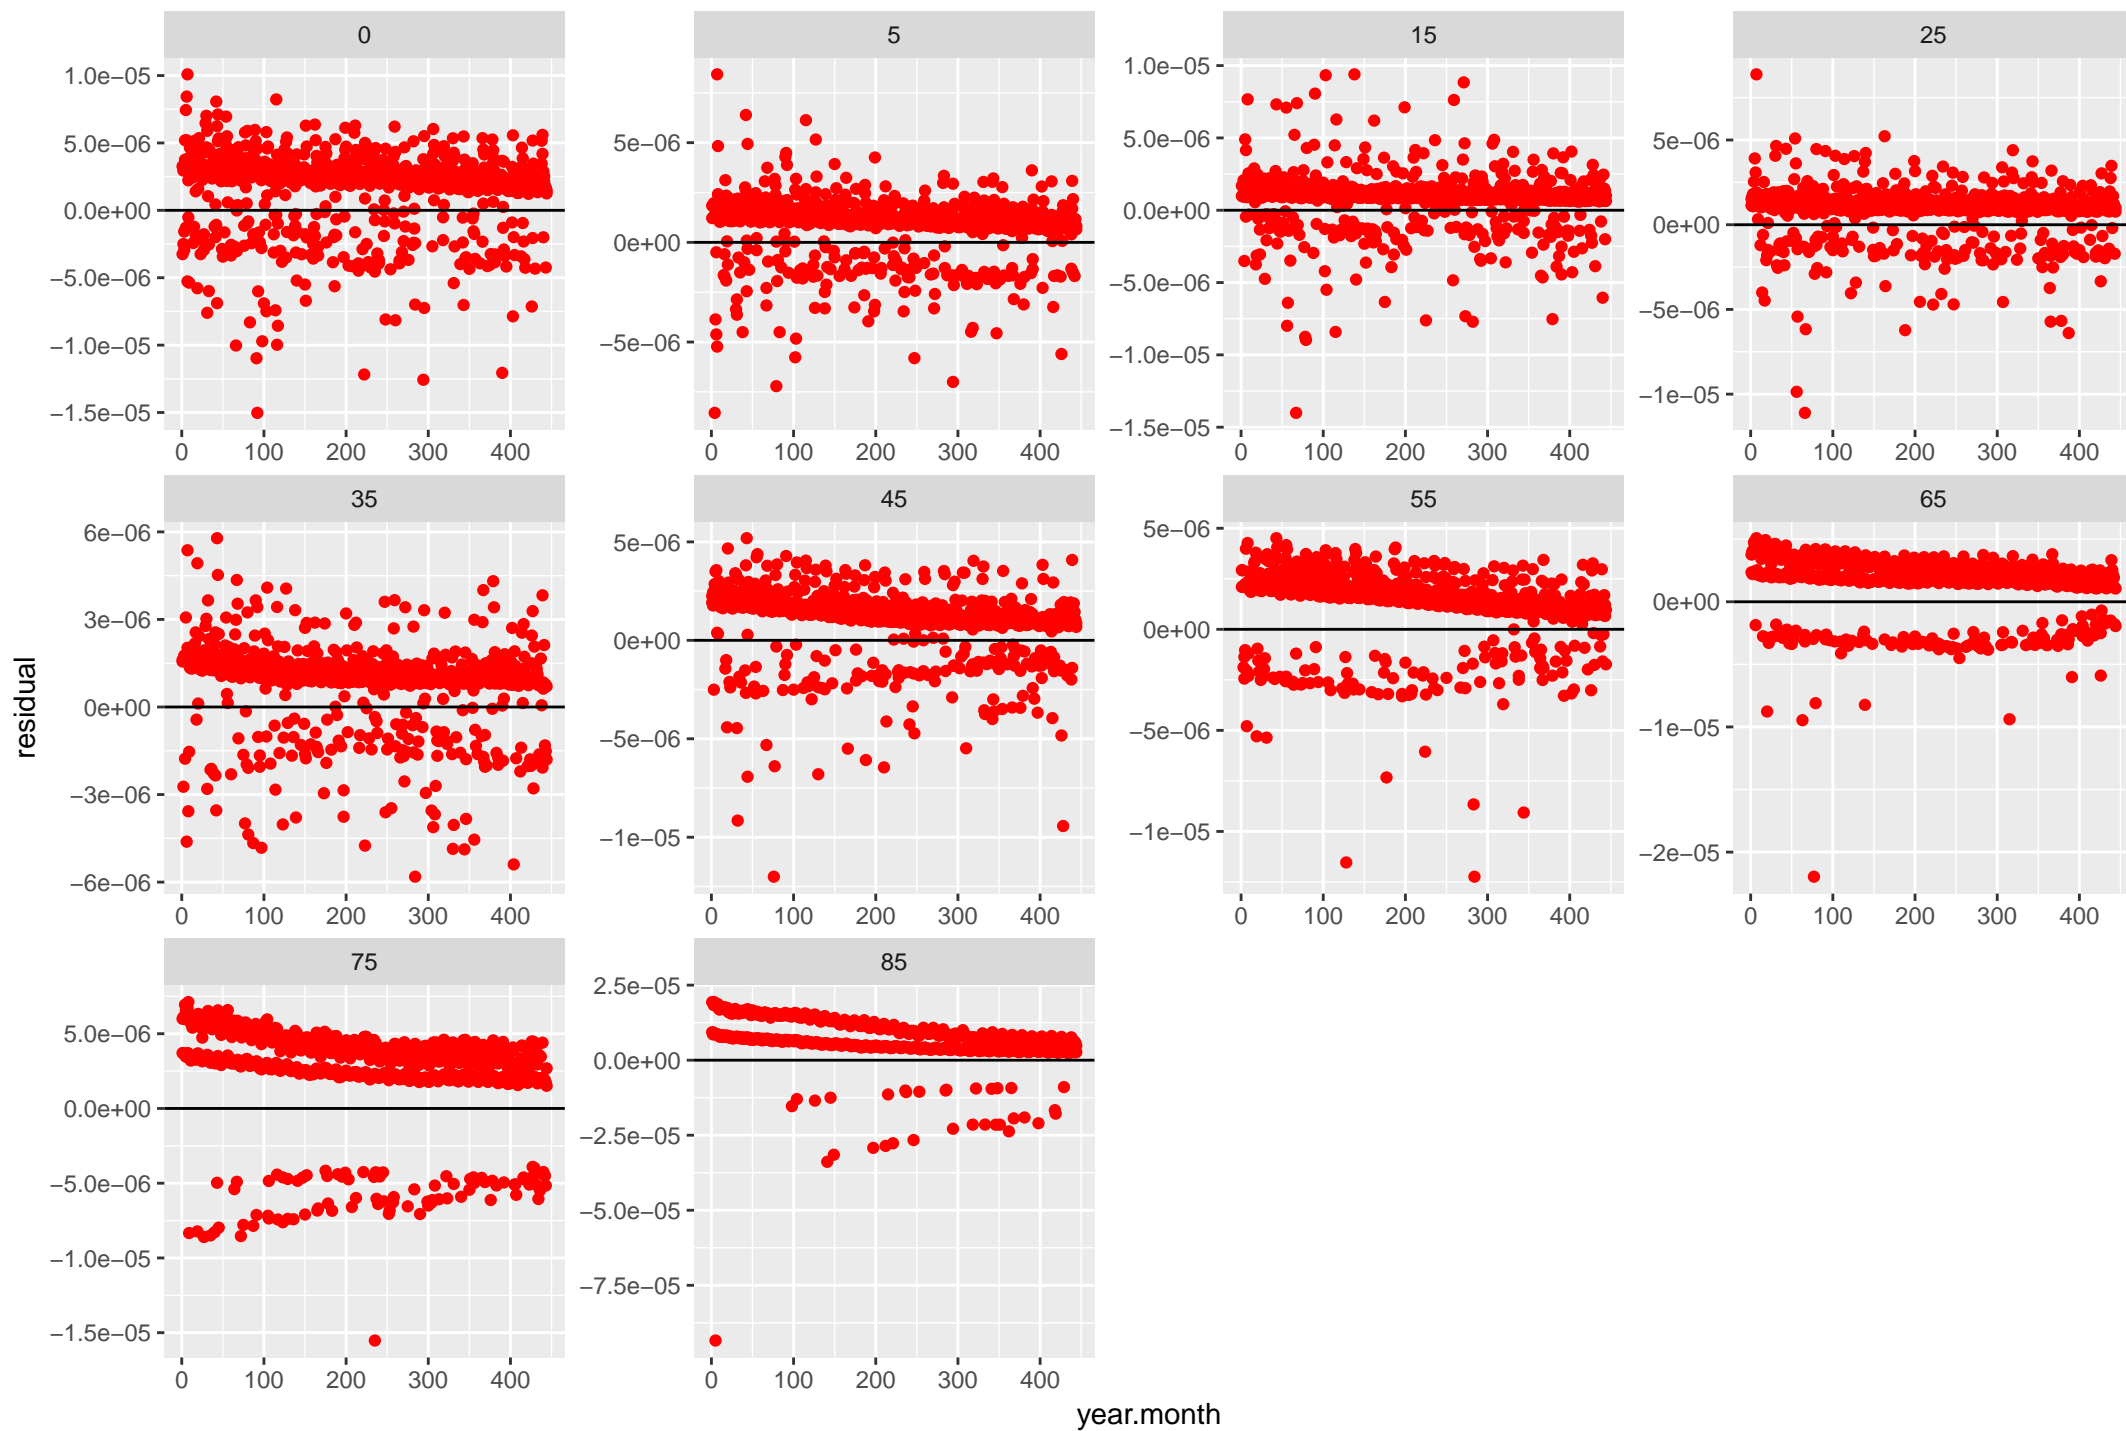 0 5 15 25
1.0e−05 5.0e−06 0.0e+00 −5.0e−06 −1.0e−05 −1.5e−05
5e−06 0e+00 −5e−06
1.0e−05 5.0e−06 0.0e+00 −5.0e−06 −1.0e−05 −1.5e−05
5e−06 0e+00 −5e−06 −1e−05
0 100 200 300 400 0 100 200 300 400 0 100 200 300 400 0 100 200 300 400
35 45 55 65
6e−06 3e−06 0e+00 −3e−06 −6e−06
5e−06 0e+00 −5e−06 −1e−05
5e−06 0e+00 −5e−06 −1e−05
0e+00 −1e−05 −2e−05
0 100 200 300 400 0 100 200 300 400 0 100 200 300 400 0 100 200 300 400
75 85
5.0e−06 0.0e+00 −5.0e−06 −1.0e−05 −1.5e−05
2.5e−05 0.0e+00 −2.5e−05 −5.0e−05 −7.5e−05
0 100 200 300 400 0 100 200 300 400
residual
year.month